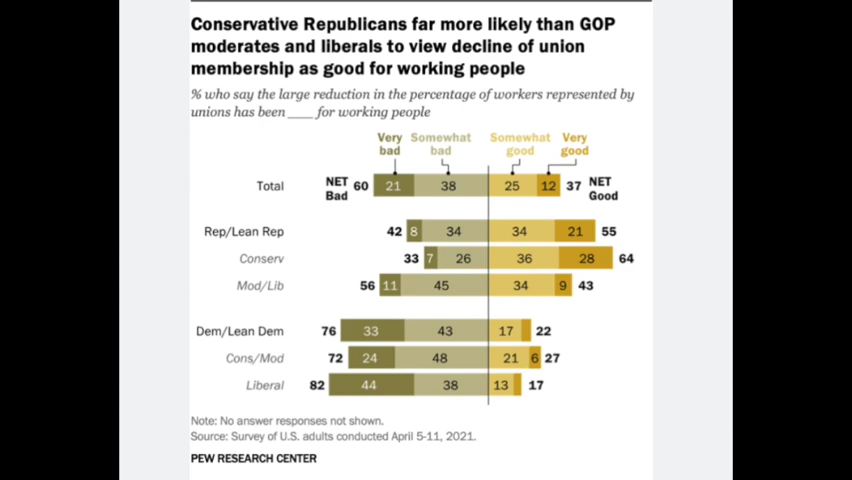 Conservative Republicans far more likely than GOP
moderates and liberals to view decline of union
membership as good for working people
% who say the large reduction in the percentage of workers represented by
unions has been ___ for working people
Very bad Somewhat bad Somewhat good Very good
Total NET Bad 60 21 38 25 12 37 NET Good
Rep/Lean Rep 42 8 34 34 21 55
Conserv 33 7 26 36 28 64
Mod/Lib 56 11 45 34 9 43
Dem/Lean Dem 76 33 43 17 22
Cons/Mod 72 24 48 21 6 27
Liberal 82 44 38 13 17
Note: No answer responses not shown.
Source: Survey of U.S. adults conducted April 5-11, 2021.
PEW RESEARCH CENTER